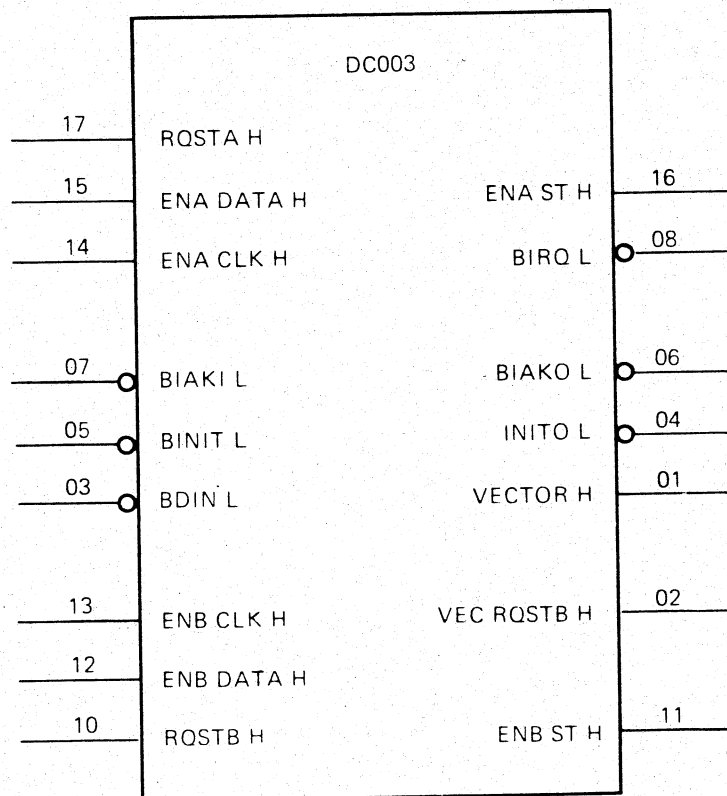 DC003
17 RQSTA H
15 ENA DATA H
14 ENA CLK H
07 BIAKI L
05 BINIT L
03 BDIN L
13 ENB CLK H
12 ENB DATA H
10 RQSTB H
ENA ST H 16
BIRQ L 08
BIAKO L 06
INITO L 04
VECTOR H 01
VEC RQSTB H 02
ENB ST H 11